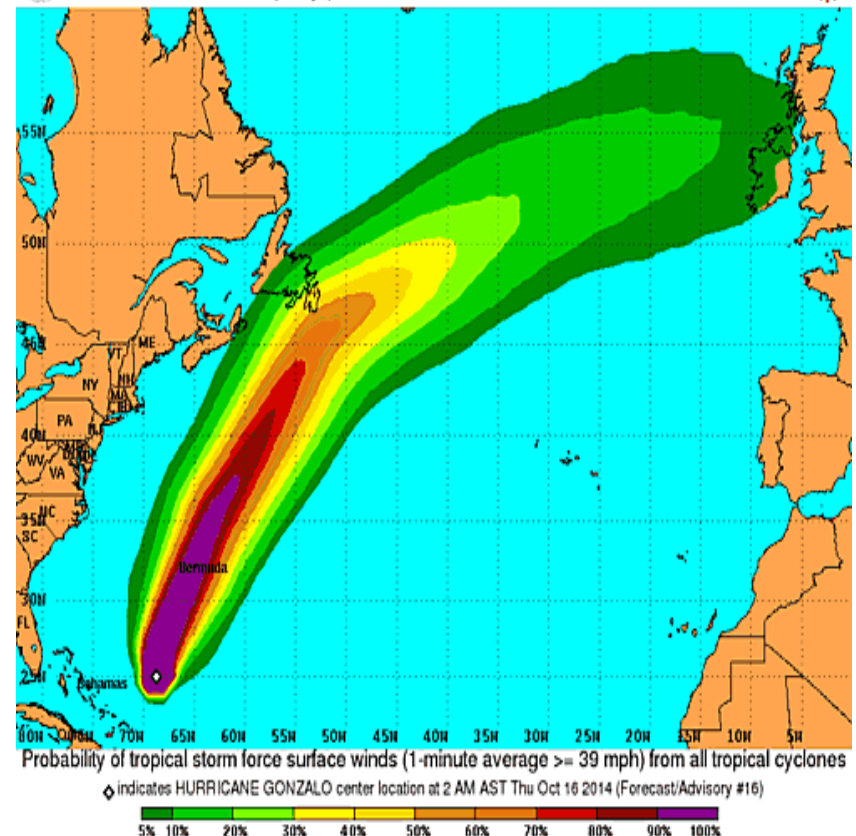 55N
50N
45N
ME
VT
NY
NH
MA
PA
40N
WV
VA
NC
35N
SC
Bermuda
30N
FL
25N
Bahamas
80W 70W 65W 60W 55W 50W 45W 40W 35W 30W 25W 20W 15W 10W 5W
Probability of tropical storm force surface winds (1-minute average >= 39 mph) from all tropical cyclones
◇ indicates HURRICANE GONZALO center location at 2 AM AST Thu Oct 16 2014 (Forecast/Advisory #16)
5% 10% 20% 30% 40% 50% 60% 70% 80% 90% 100%